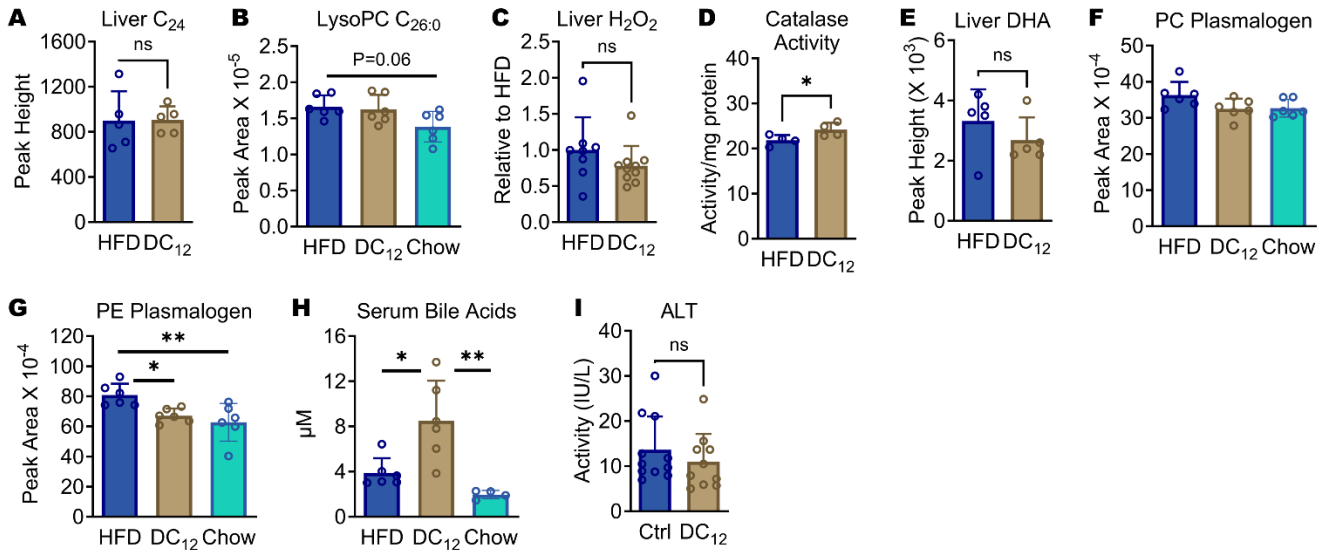 A
Liver C₂₄
ns
Peak Height
1600
1200
800
400
0
HFD DC₁₂
B
LysoPC C₂₆:₀
P=0.06
Peak Area X 10⁻⁵
2.5
2.0
1.5
1.0
0.5
0.0
HFD DC₁₂ Chow
C
Liver H₂O₂
ns
Relative to HFD
2.5
2.0
1.5
1.0
0.5
0.0
HFD DC₁₂
D
Catalase
Activity
*
Activity/mg protein
40
30
20
10
0
HFD DC₁₂
E
Liver DHA
ns
Peak Height (X 10³)
6
4
2
0
HFD DC₁₂
F
PC Plasmalogen
Peak Area X 10⁻⁴
50
40
30
20
10
0
HFD DC₁₂ Chow
G
PE Plasmalogen
**
*
Peak Area X 10⁻⁴
120
100
80
60
40
20
0
HFD DC₁₂ Chow
H
Serum Bile Acids
* **
µM
16
12
8
4
0
HFD DC₁₂ Chow
I
ALT
ns
Activity (IU/L)
40
30
20
10
0
Ctrl DC₁₂